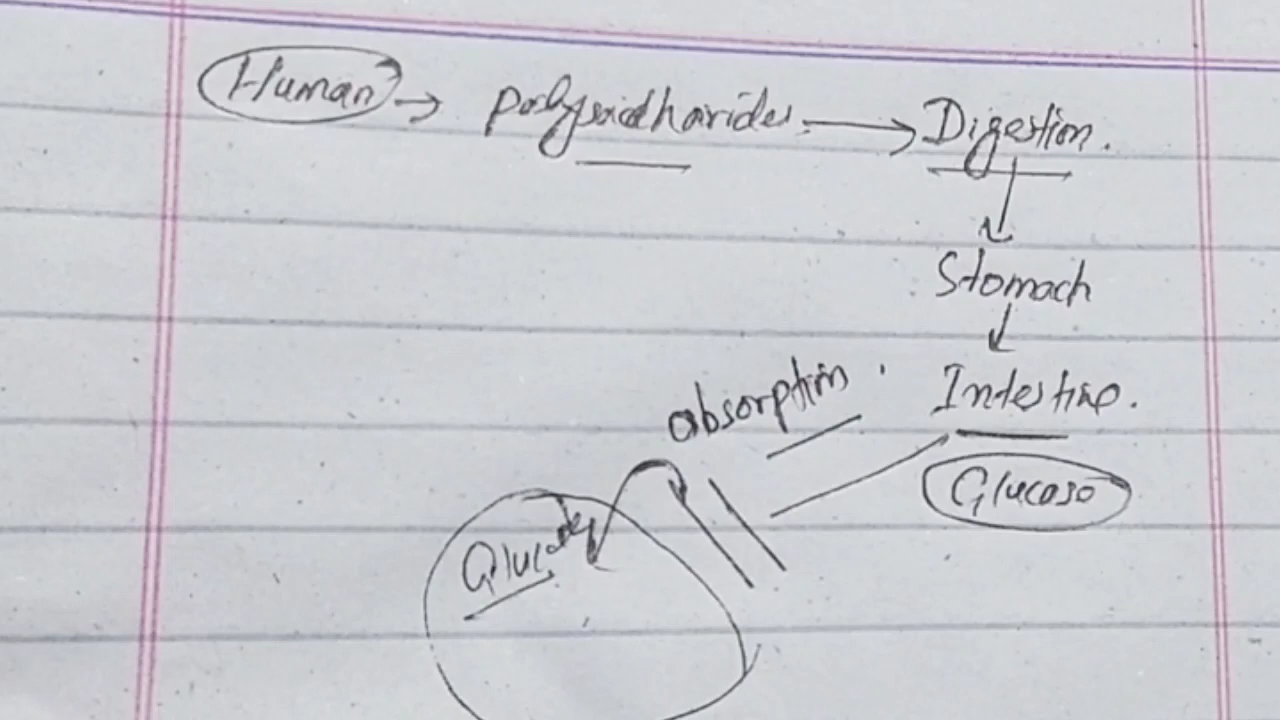 Human → polysaccharides → Digestion.
Stomach
absorption. Intestine.
Glucose
Glucose